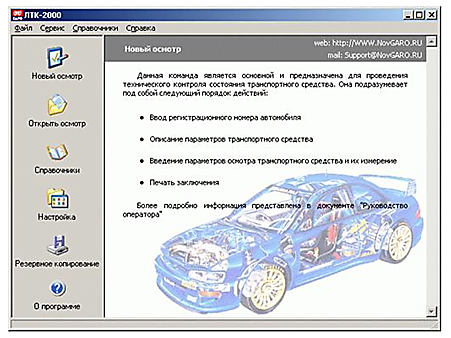 ЛТК-2000
Файл Сервис Справочники Справка
Новый осмотр
Открыть осмотр
Справочники
Настройка
Резервное копирование
О программе
Новый осмотр
web: http://WWW.NovGARO.RU
mail: Support@NovGARO.RU
Данная команда является основной и предназначена для проведения
технического контроля состояния транспортного средства. Она подразумевает
под собой следующий порядок действий:
• Ввод регистрационного номера автомобиля
• Описание параметров транспортного средства
• Введение параметров осмотра транспортного средства и их измерение
• Печать заключения
Более подробно информация представлена в документе "Руководство
оператора"